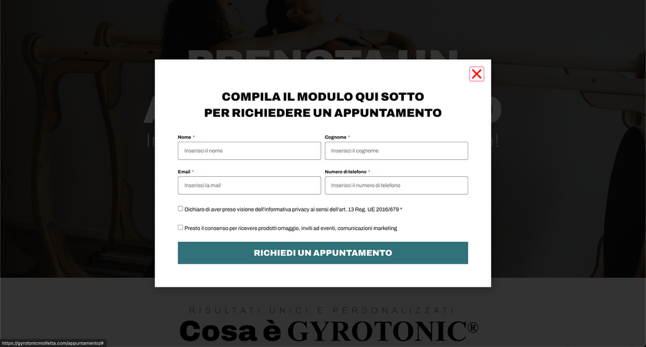 PRENOTA UN
COMPILA IL MODULO QUI SOTTO
PER RICHIEDERE UN APPUNTAMENTO
Nome *
Cognome *
Inserisci il nome
Inserisci il cognome
Email *
Numero di telefono *
Inserisci la mail
Inserisci il numero di telefono
Dichiaro di aver preso visione dell'informativa privacy ai sensi dell'art. 13 Reg. UE 2016/679 *
Presto il consenso per ricevere prodotti omaggio, inviti ad eventi, comunicazioni marketing
RICHIEDI UN APPUNTAMENTO
RISULTATI UNICI E PERSONALIZZATI
Cosa è GYROTONIC®
https://gyrotonicmolfetta.com/appuntamento/#